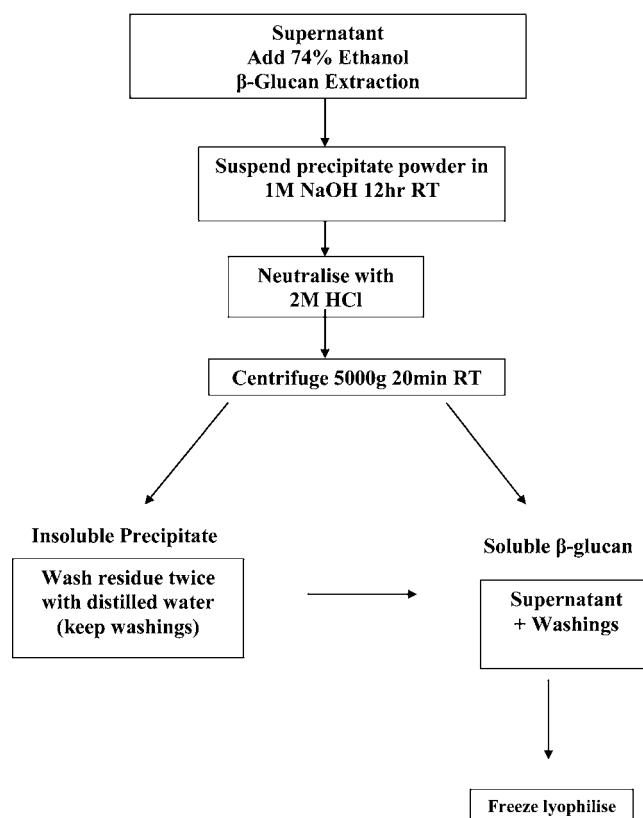 Supernatant
Add 74% Ethanol
β-Glucan Extraction
Suspend precipitate powder in
1M NaOH 12hr RT
Neutralise with
2M HCl
Centrifuge 5000g 20min RT
Insoluble Precipitate
Wash residue twice
with distilled water
(keep washings)
Soluble β-glucan
Supernatant
+ Washings
Freeze lyophilise